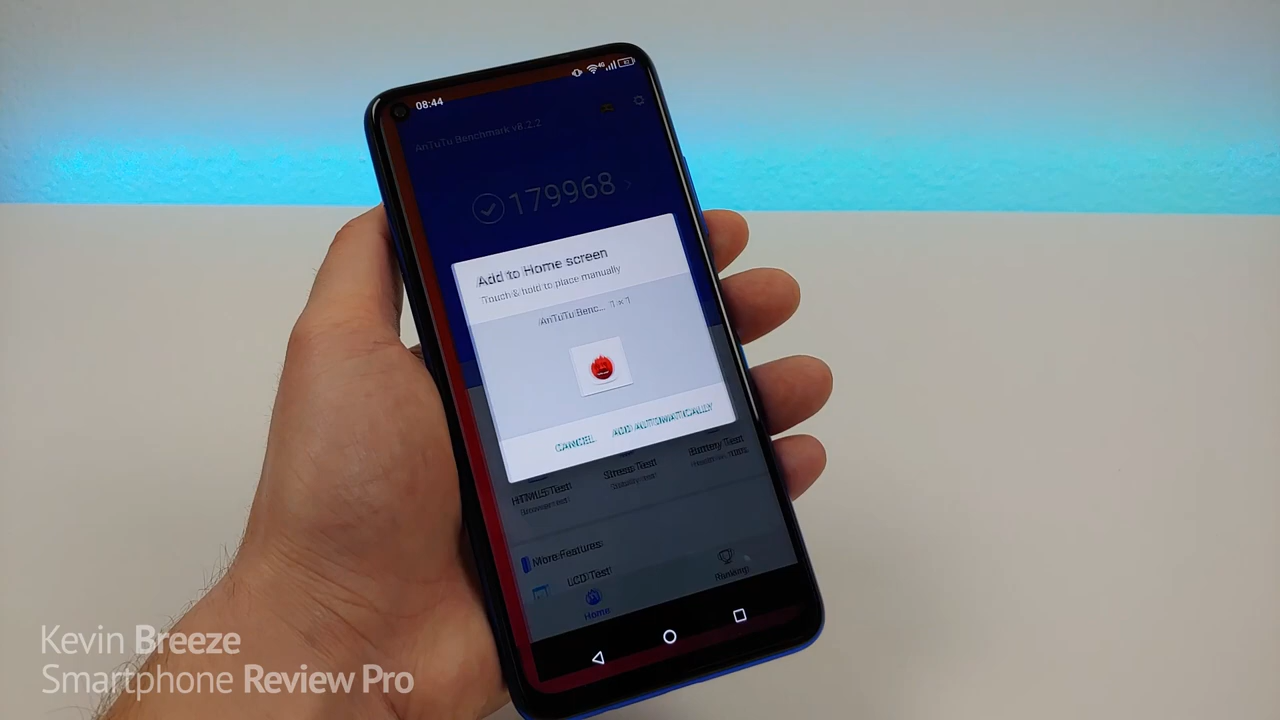 08:44
AnTuTu Benchmark v8.2.2
179968
Add to Home screen
Touch & hold to place manually
AnTuTu Benc... 1 × 1
CANCEL ADD AUTOMATICALLY
HTML5 Test
Stress Test
Battery Test
More Features
LCD Test
Home
Ranking
Kevin Breeze
Smartphone Review Pro